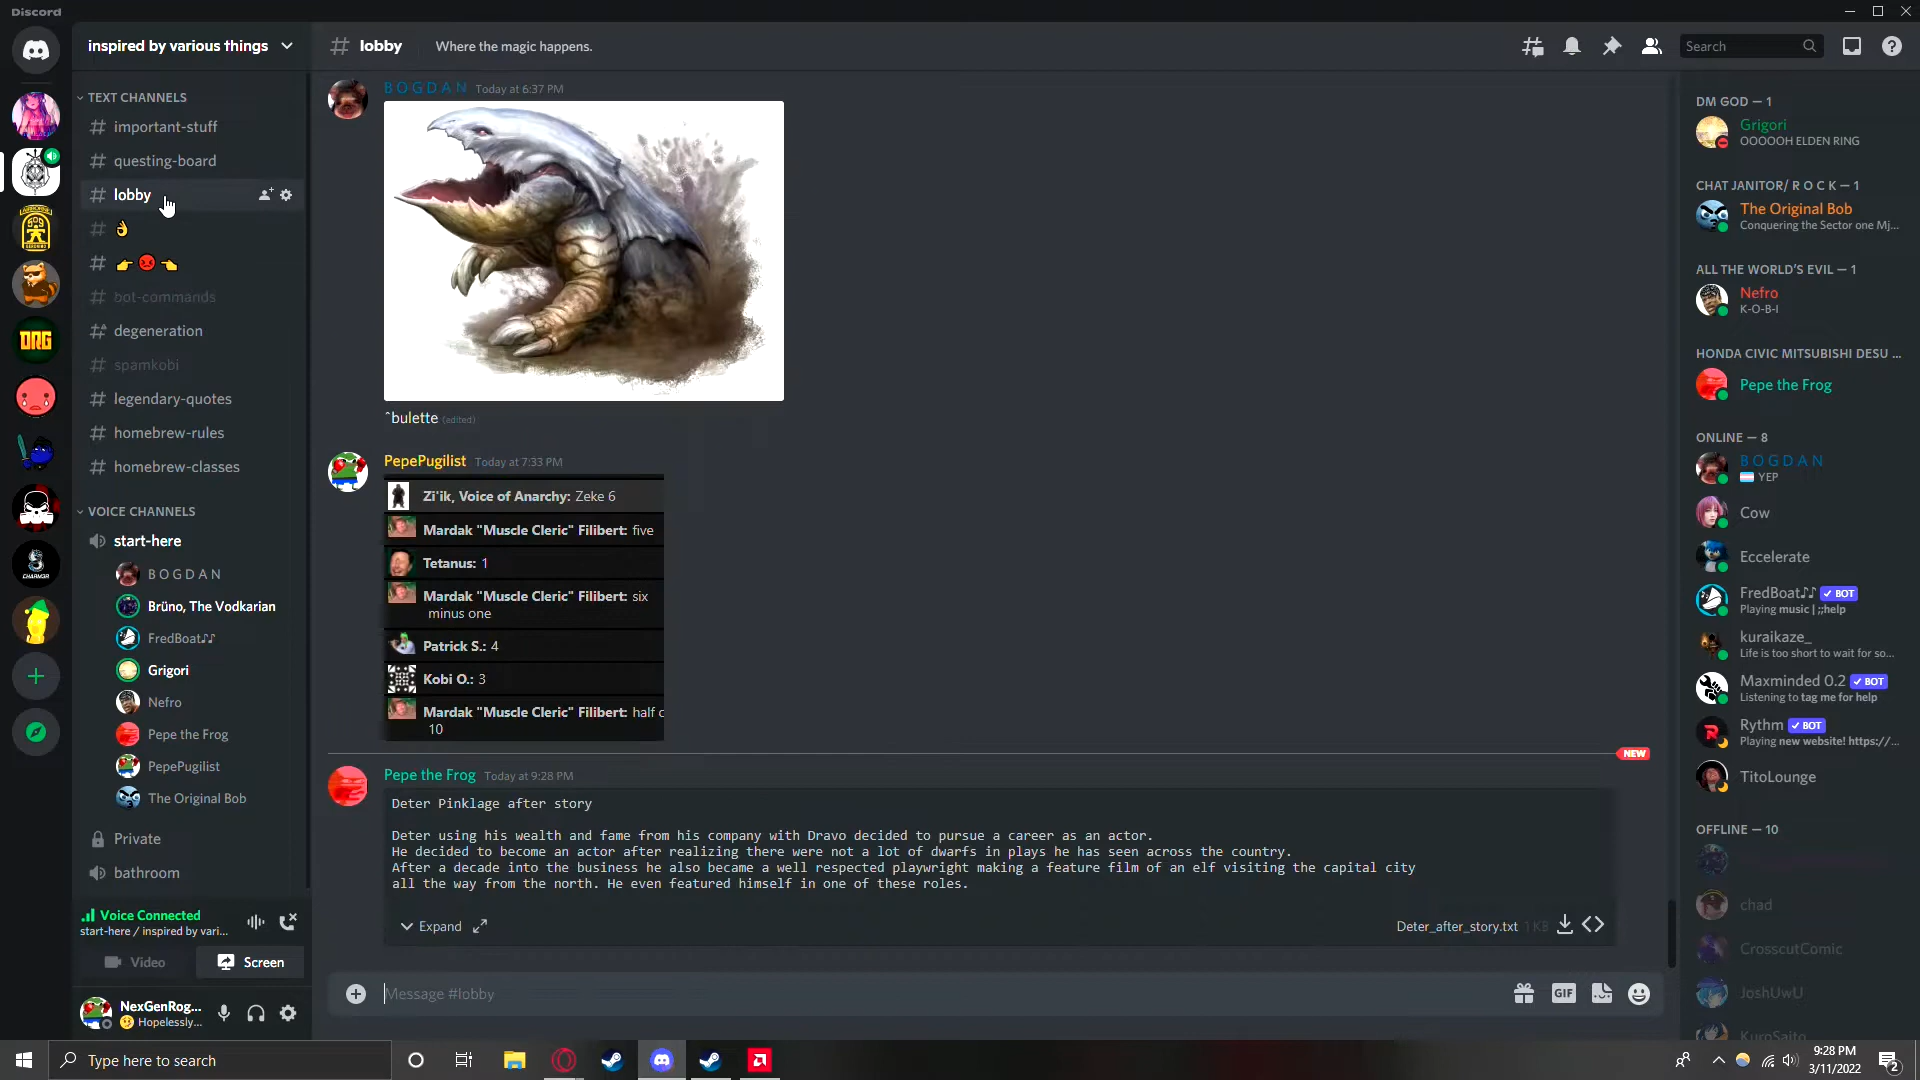 Discord
inspired by various things
# lobby
Where the magic happens.
Search
TEXT CHANNELS
# important-stuff
# questing-board
# lobby
# bot-commands
# degeneration
# spamkobi
# legendary-quotes
# homebrew-rules
# homebrew-classes
VOICE CHANNELS
start-here
B O G D A N
Brüno, The Vodkarian
FredBoat♪♪
Grigori
Nefro
Pepe the Frog
PepePugilist
The Original Bob
Private
bathroom
Voice Connected
start-here / inspired by vari...
Video
Screen
NexGenRog...
Hopelessly...
B O G D A N Today at 6:37 PM
^bulette (edited)
PepePugilist Today at 7:33 PM
Zi'ik, Voice of Anarchy: Zeke 6
Mardak "Muscle Cleric" Filibert: five
Tetanus: 1
Mardak "Muscle Cleric" Filibert: six
minus one
Patrick S.: 4
Kobi O.: 3
Mardak "Muscle Cleric" Filibert: half
10
NEW
Pepe the Frog Today at 9:28 PM
Deter Pinklage after story
Deter using his wealth and fame from his company with Dravo decided to pursue a career as an actor.
He decided to become an actor after realizing there were not a lot of dwarfs in plays he has seen across the country.
After a decade into the business he also became a well respected playwright making a feature film of an elf visiting the capital city
all the way from the north. He even featured himself in one of these roles.
Expand
Deter_after_story.txt 1 KB
Message #lobby
GIF
DM GOD — 1
Grigori
OOOOOH ELDEN RING
CHAT JANITOR/ R O C K — 1
The Original Bob
Conquering the Sector one Mj...
ALL THE WORLD'S EVIL — 1
Nefro
K-O-B-I
HONDA CIVIC MITSUBISHI DESU ...
Pepe the Frog
ONLINE — 8
B O G D A N
YEP
Cow
Eccelerate
FredBoat♪♪ ✓ BOT
Playing music | ;;help
kuraikaze_
Life is too short to wait for so...
Maxminded 0.2 ✓ BOT
Listening to tag me for help
Rythm ✓ BOT
Playing new website! https://...
TitoLounge
OFFLINE — 10
chad
CrosscutComic
JoshUwU
KuroSaito
ORG
CHARM3R
Type here to search
9:28 PM
3/11/2022
2